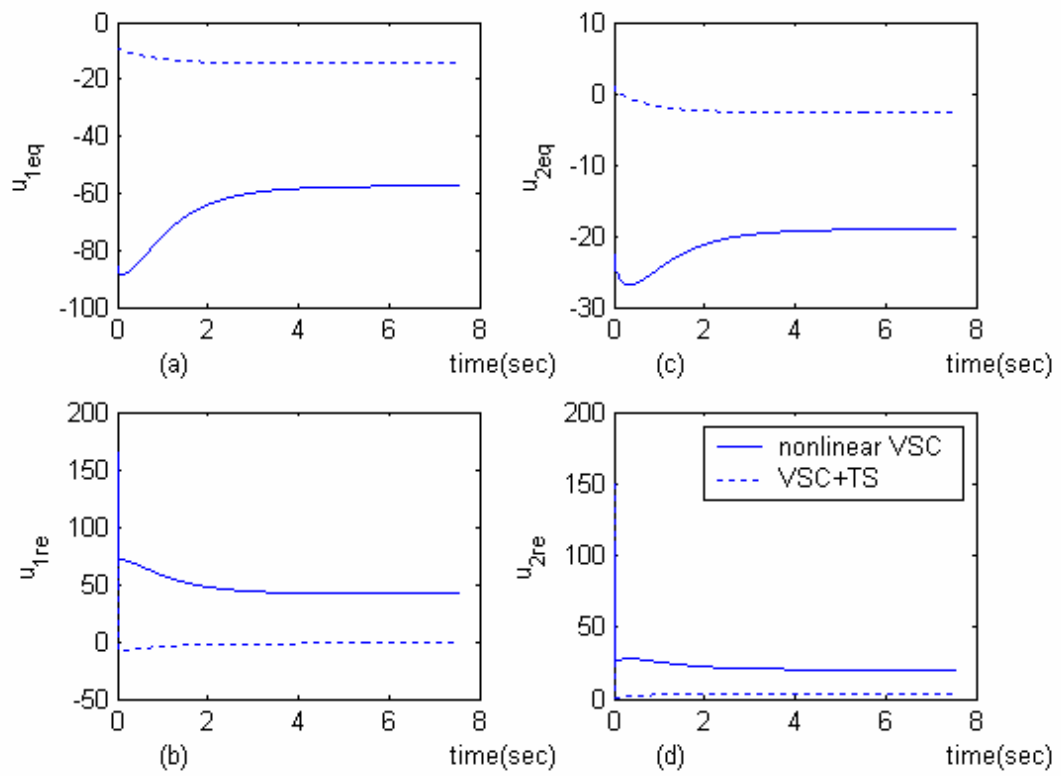 0
-20
-40
-60
-80
-100
u1eq
0 2 4 6 8
(a) time(sec)
10
0
-10
-20
-30
u2eq
0 2 4 6 8
(c) time(sec)
200
150
100
50
0
-50
u1re
0 2 4 6 8
(b) time(sec)
200
150
100
50
0
u2re
nonlinear VSC
VSC+TS
0 2 4 6 8
(d) time(sec)